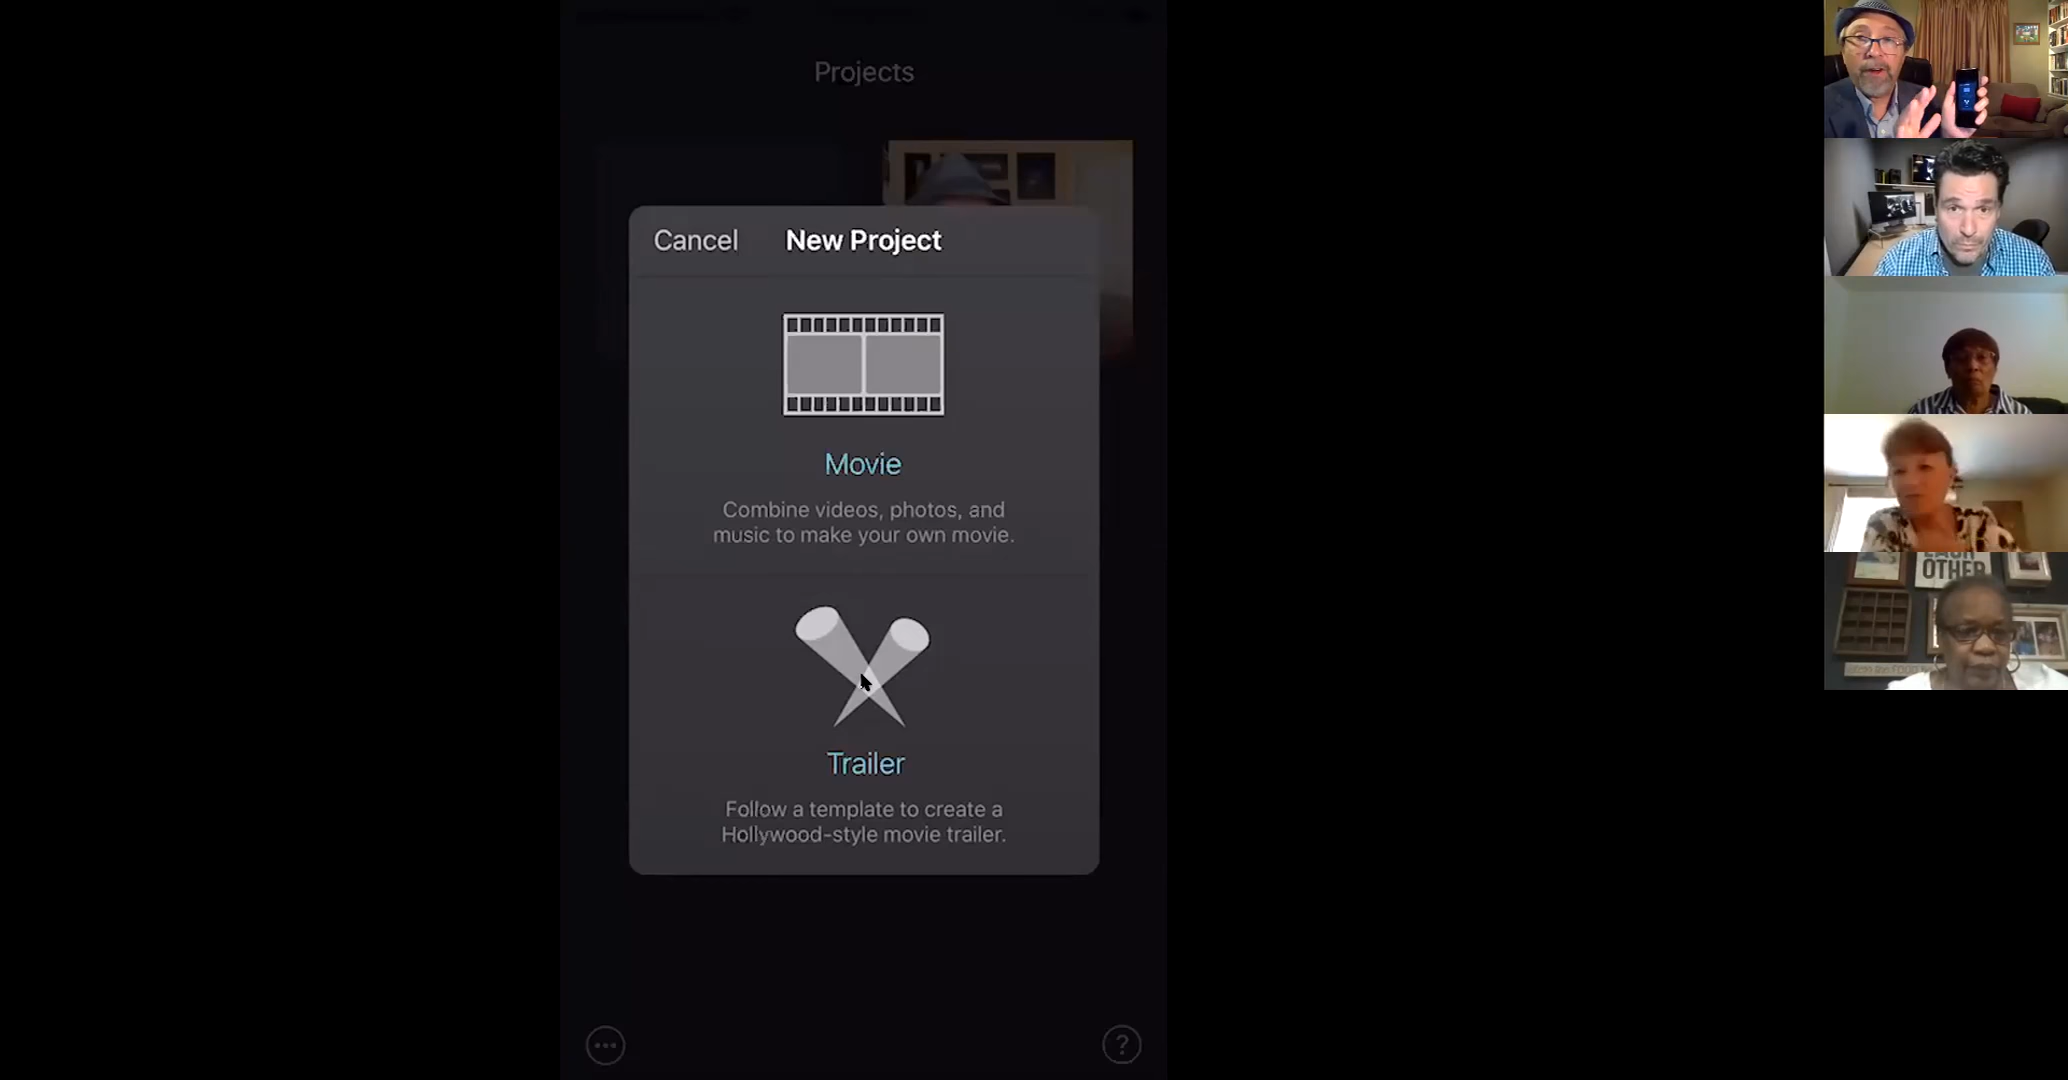 Projects
Cancel
New Project
Movie
Combine videos, photos, and
music to make your own movie.
Trailer
Follow a template to create a
Hollywood-style movie trailer.
?
EACH
OTHER